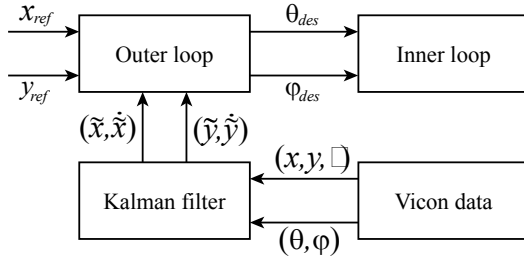 x_ref
θ_des
Outer loop
Inner loop
y_ref
φ_des
(x̃,ẋ̃)
(ỹ,ẏ̃)
(x,y,□)
Kalman filter
Vicon data
(θ,φ)